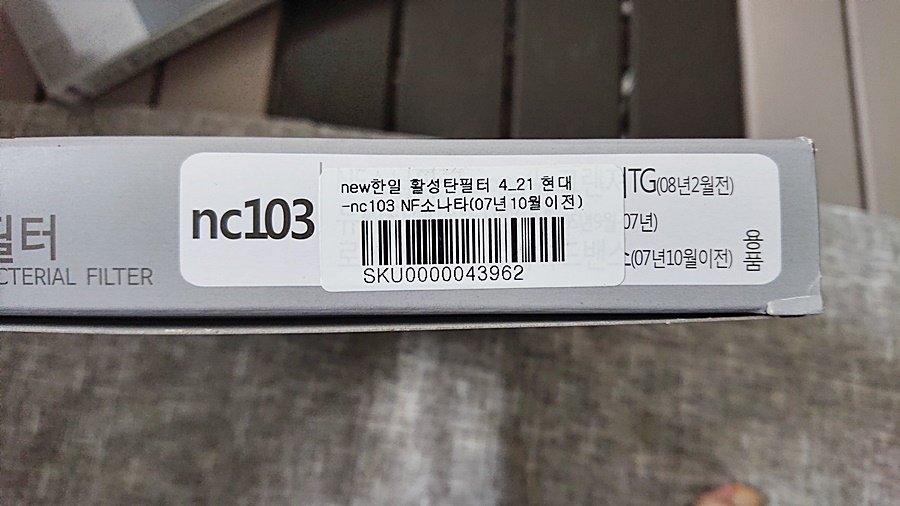 필터
CTERIAL FILTER
nc103
new한일 활성탄필터 4_21 현대
-nc103 NF소나타(07년10월이전)
SKU0000043962
TG(08년2월전)
07년)
(07년10월이전)
용품